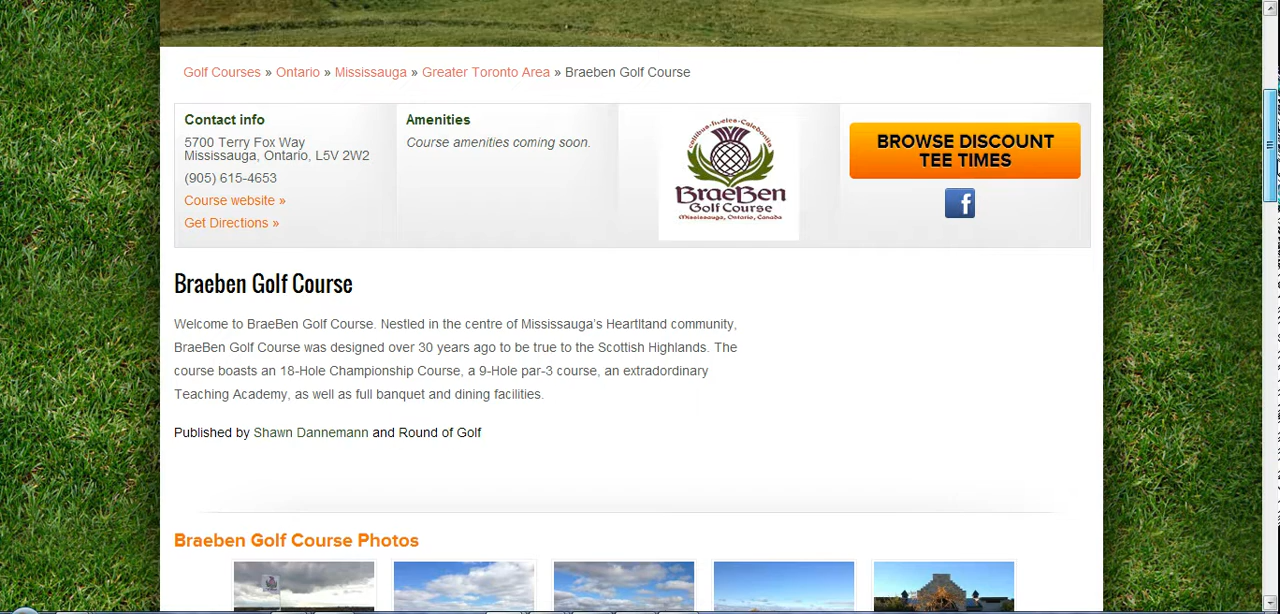 Golf Courses » Ontario » Mississauga » Greater Toronto Area » Braeben Golf Course
Contact info
5700 Terry Fox Way
Mississauga, Ontario, L5V 2W2
(905) 615-4653
Course website »
Get Directions »
Amenities
Course amenities coming soon.
Collibus Fideles Caledoniis
BraeBen
Golf Course
Mississauga, Ontario, Canada
BROWSE DISCOUNT
TEE TIMES
f
Braeben Golf Course
Welcome to BraeBen Golf Course. Nestled in the centre of Mississauga's Heartltand community,
BraeBen Golf Course was designed over 30 years ago to be true to the Scottish Highlands. The
course boasts an 18-Hole Championship Course, a 9-Hole par-3 course, an extradordinary
Teaching Academy, as well as full banquet and dining facilities.
Published by Shawn Dannemann and Round of Golf
Braeben Golf Course Photos